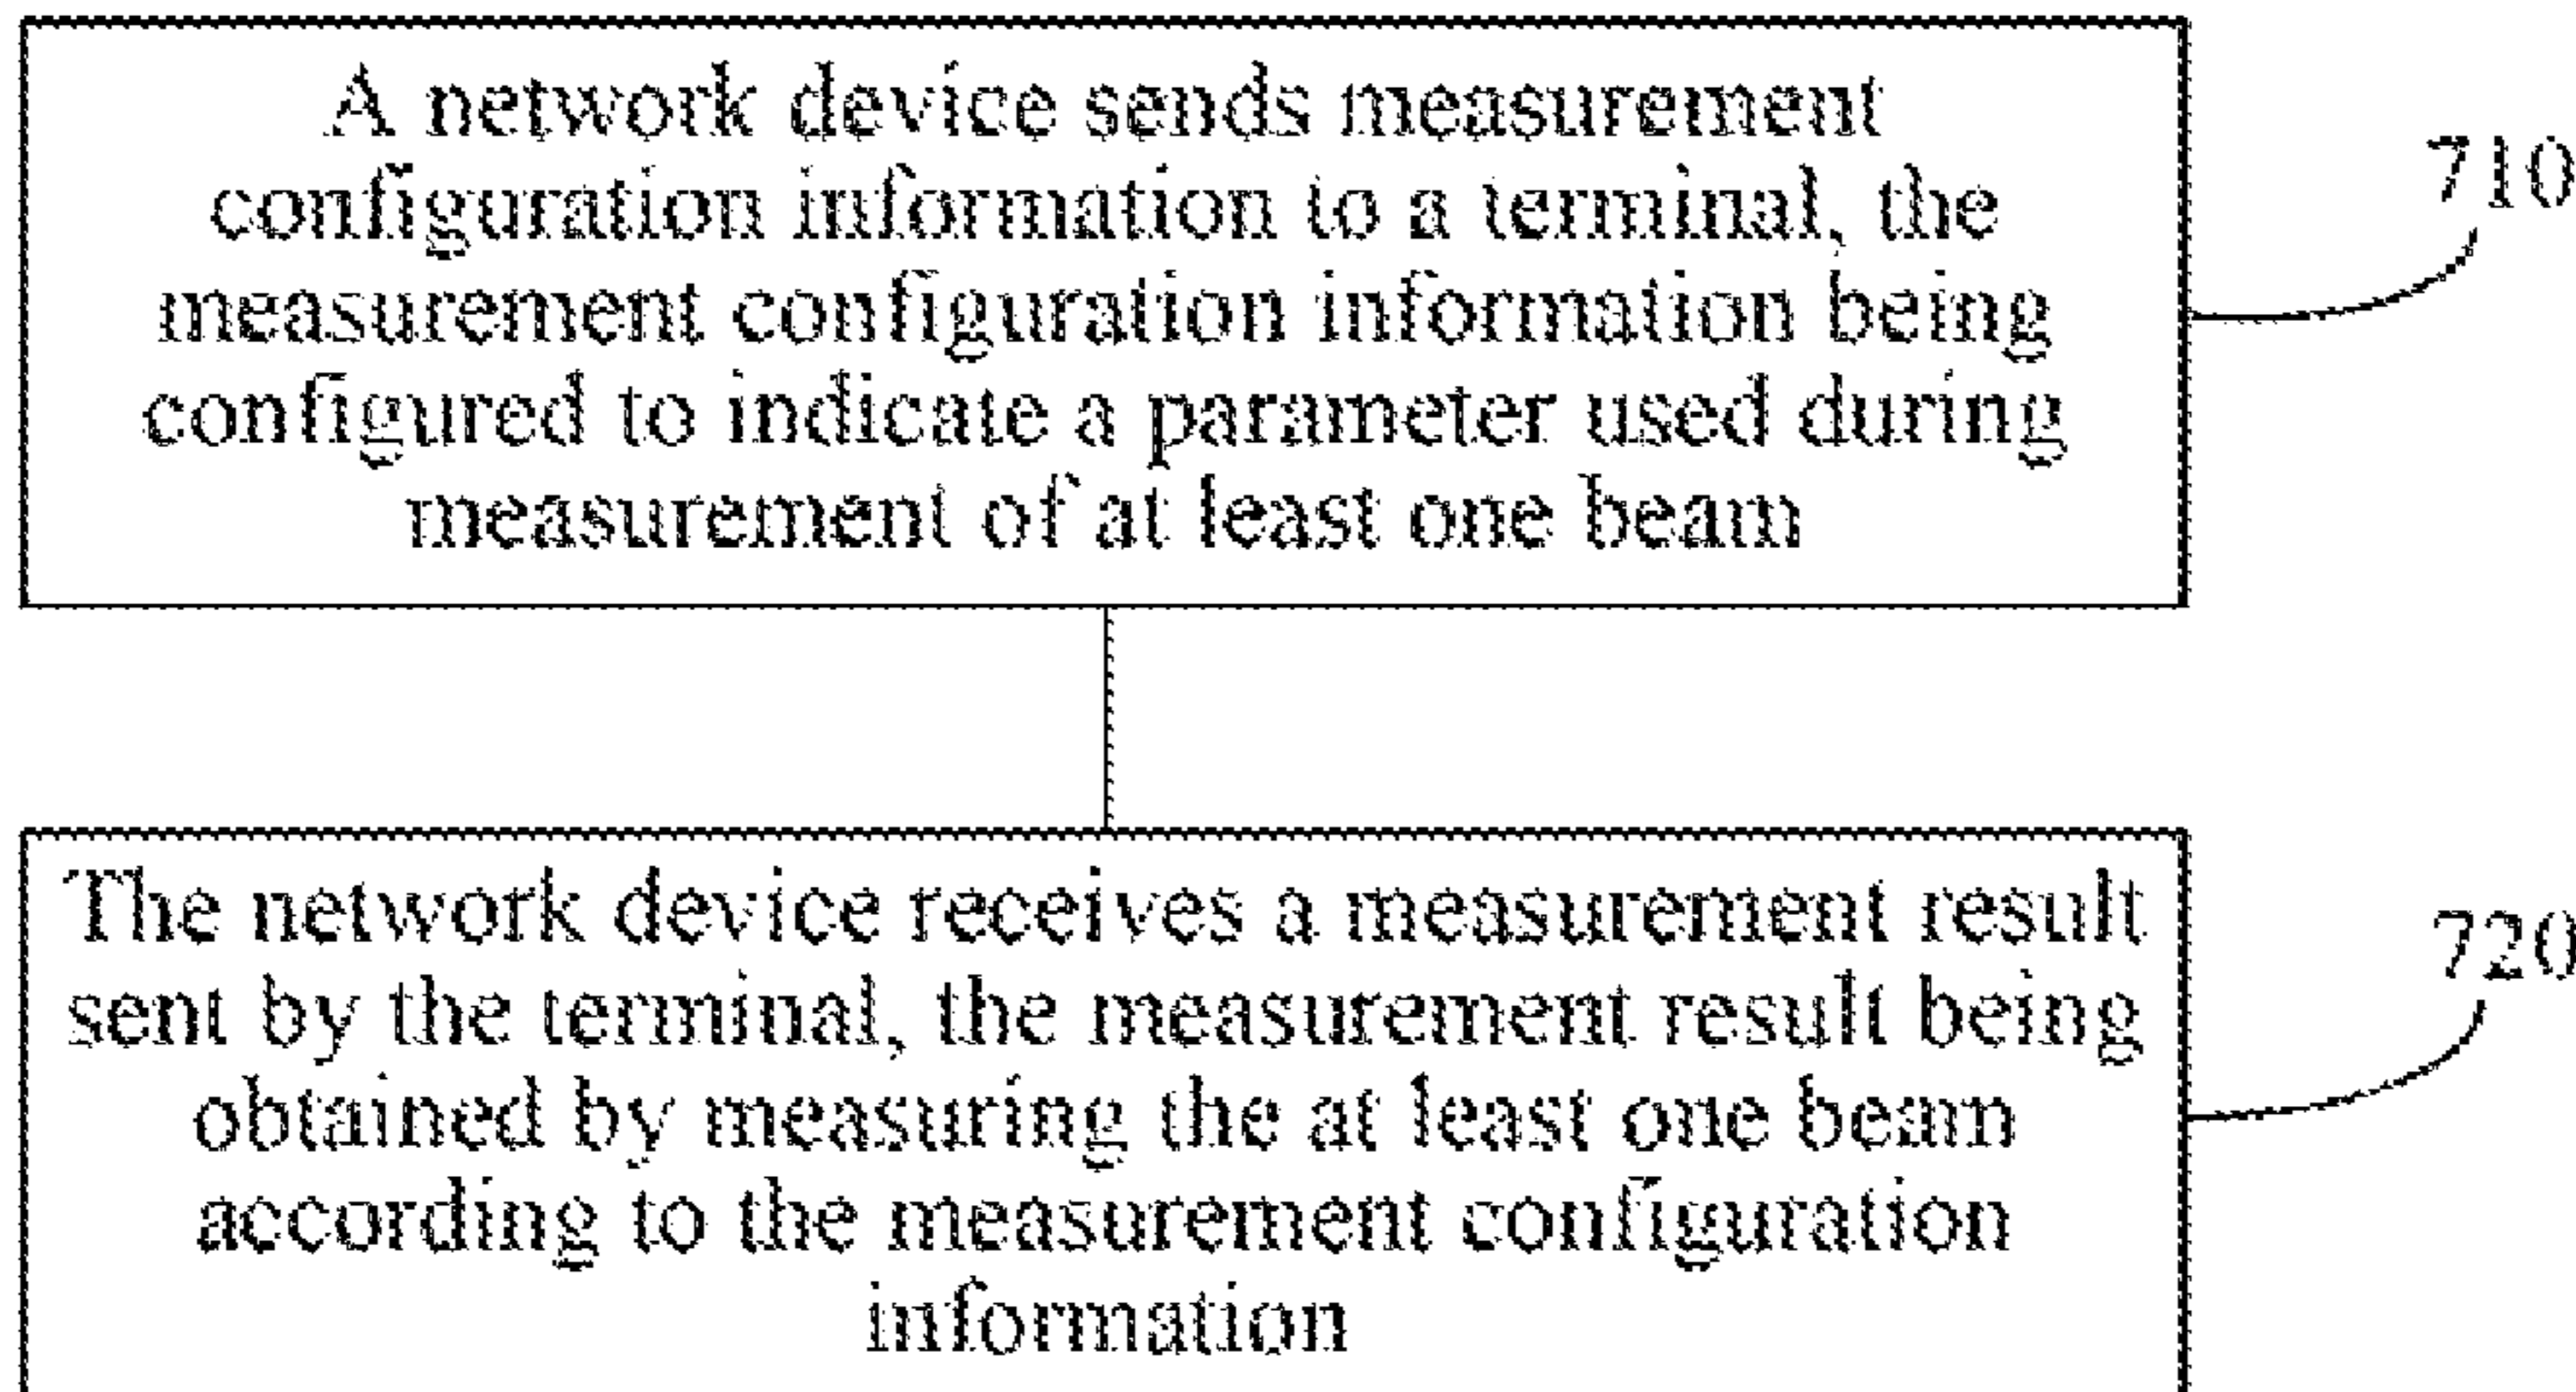 A network device sends measurement
configuration information to a terminal, the
measurement configuration information being
configured to indicate a parameter used during
measurement of at least one beam
710
The network device receives a measurement result
sent by the terminal, the measurement result being
obtained by measuring the at least one beam
according to the measurement configuration
information
720